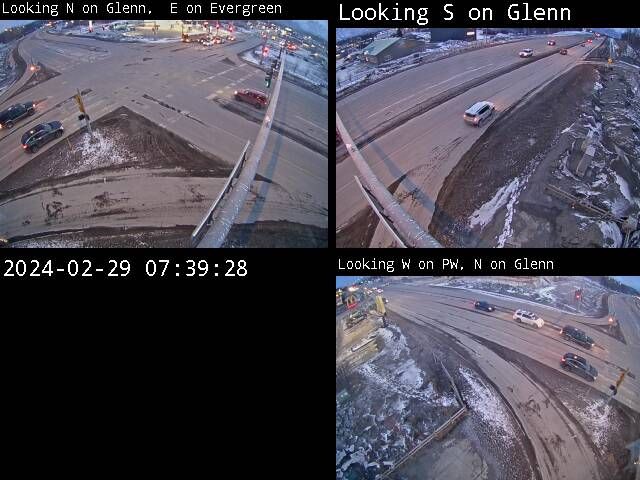 Looking N on Glenn, E on Evergreen
Looking S on Glenn
2024-02-29 07:39:28
Looking W on PW, N on Glenn